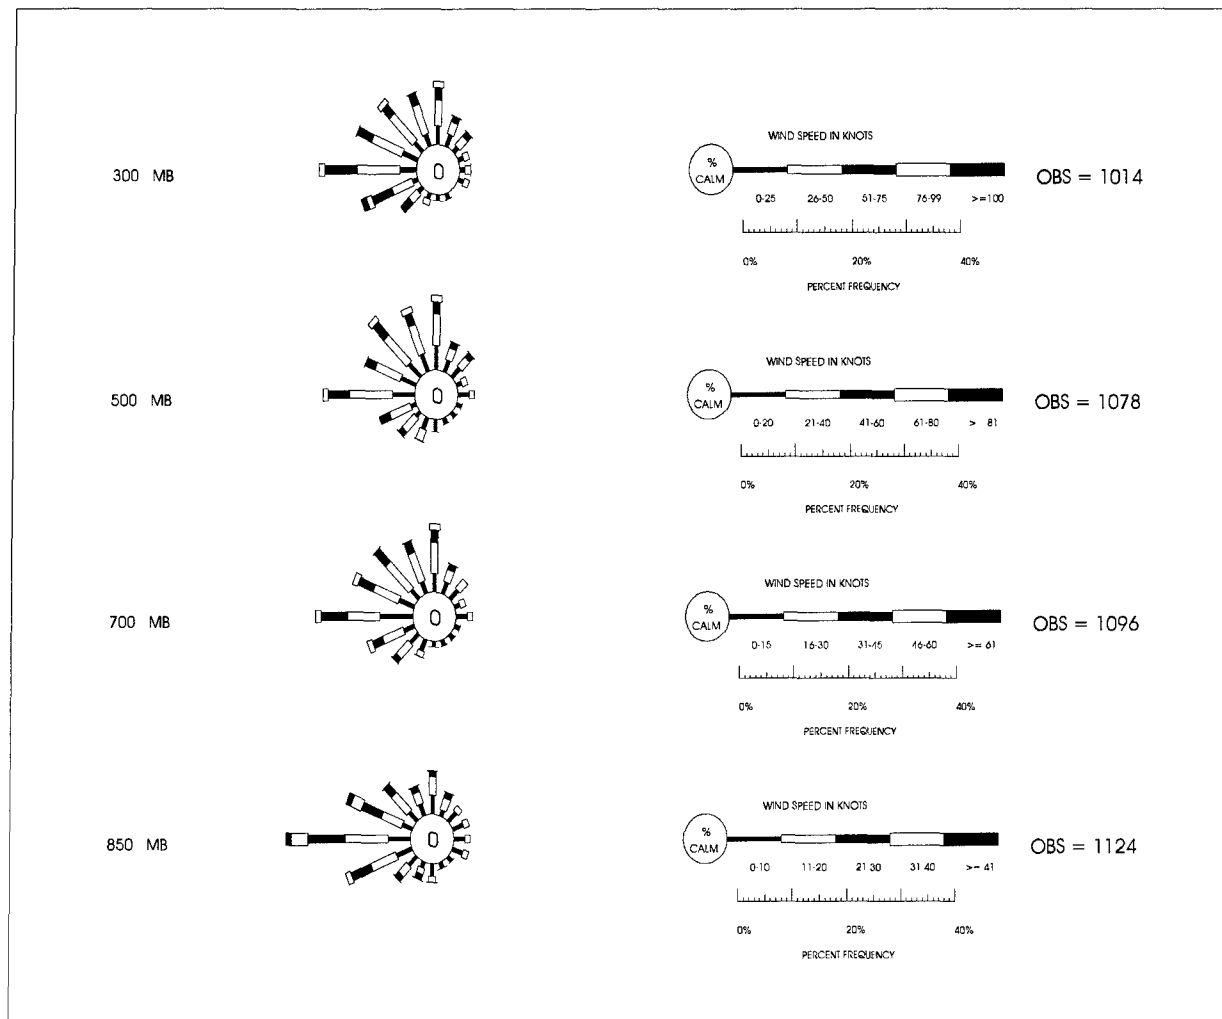 300 MB
0
WIND SPEED IN KNOTS
% CALM
0-25 26-50 51-75 76-99 >=100
OBS = 1014
0% 20% 40%
PERCENT FREQUENCY
500 MB
0
WIND SPEED IN KNOTS
% CALM
0-20 21-40 41-60 61-80 > 81
OBS = 1078
0% 20% 40%
PERCENT FREQUENCY
700 MB
0
WIND SPEED IN KNOTS
% CALM
0-15 16-30 31-45 46-60 >= 61
OBS = 1096
0% 20% 40%
PERCENT FREQUENCY
850 MB
0
WIND SPEED IN KNOTS
% CALM
0-10 11-20 21-30 31-40 >= 41
OBS = 1124
0% 20% 40%
PERCENT FREQUENCY